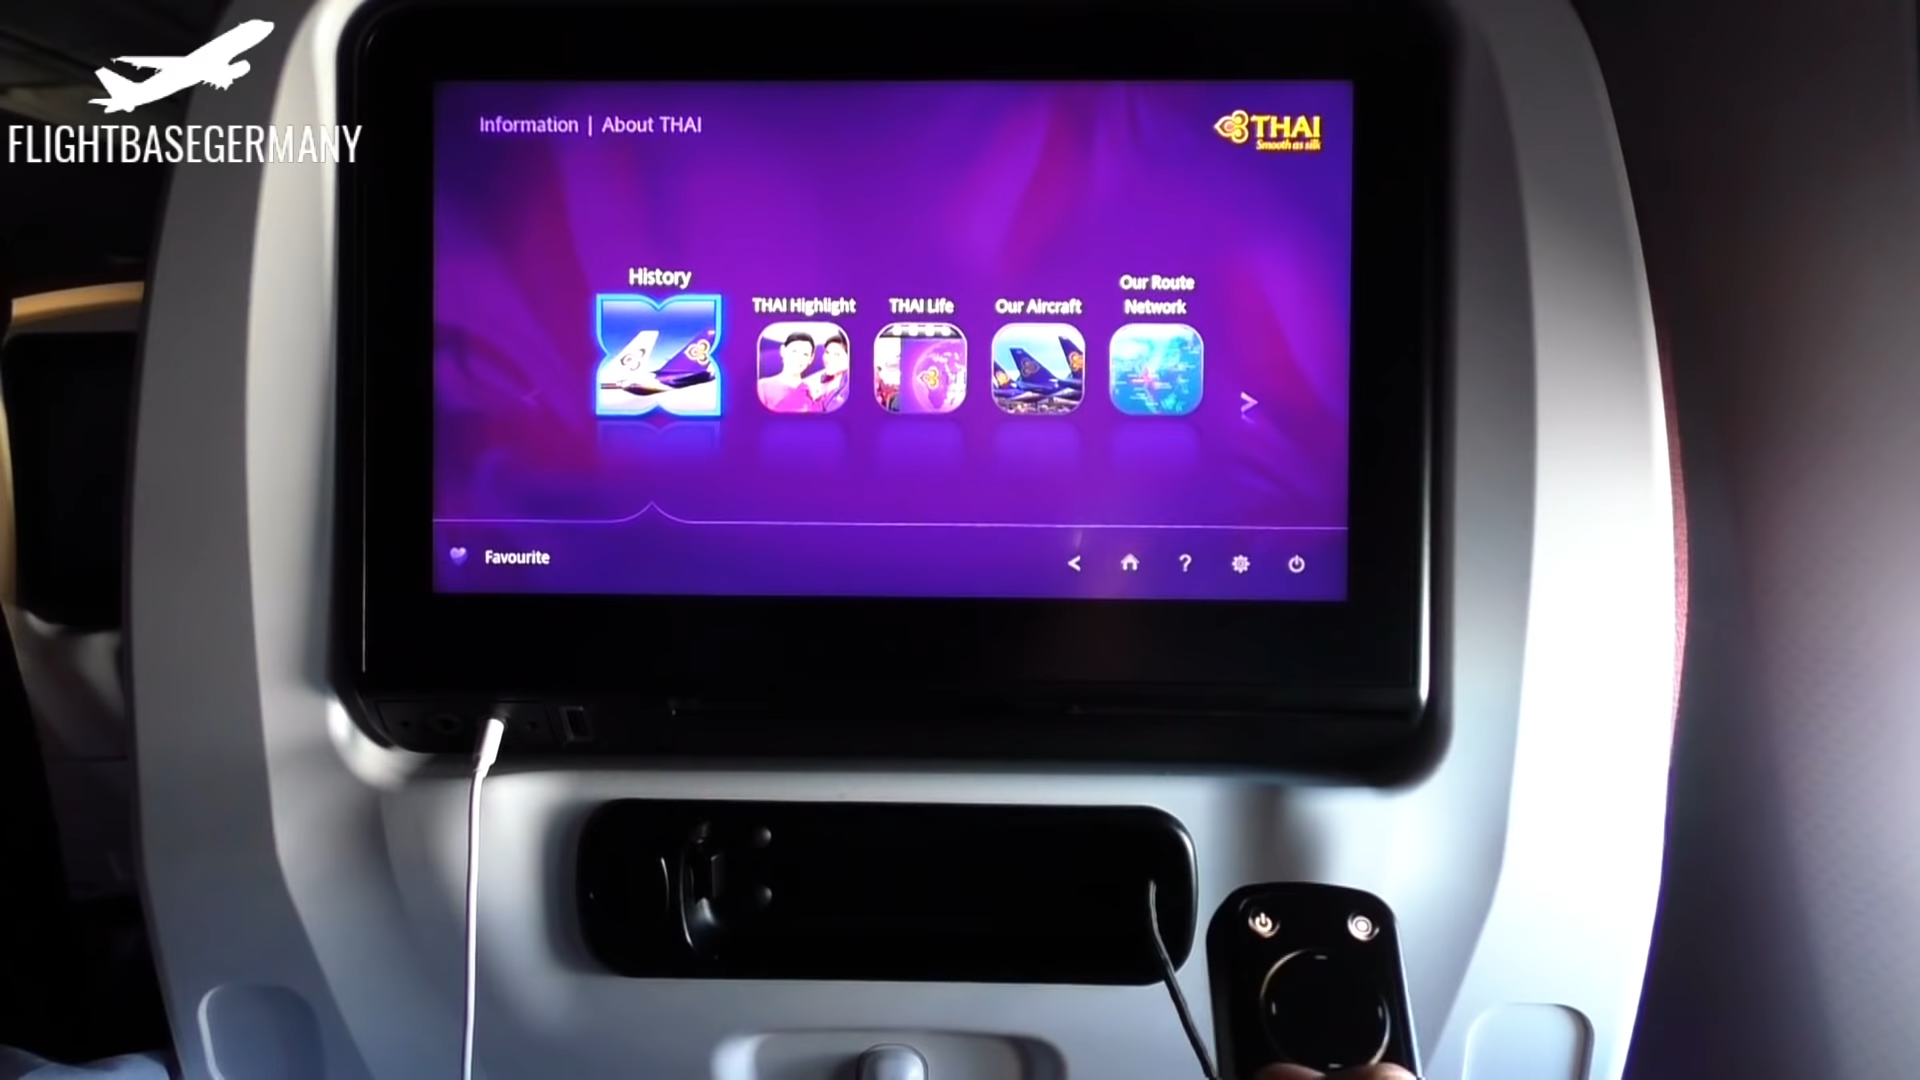 FLIGHTBASEGERMANY
Information | About THAI
THAI
Smooth as silk
History
THAI Highlight
THAI Life
Our Aircraft
Our Route
Network
Favourite